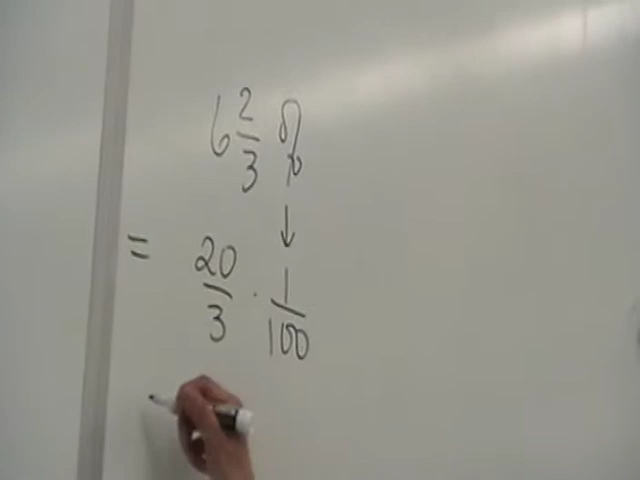 6 2/3 %
↓
= 20/3 · 1/100